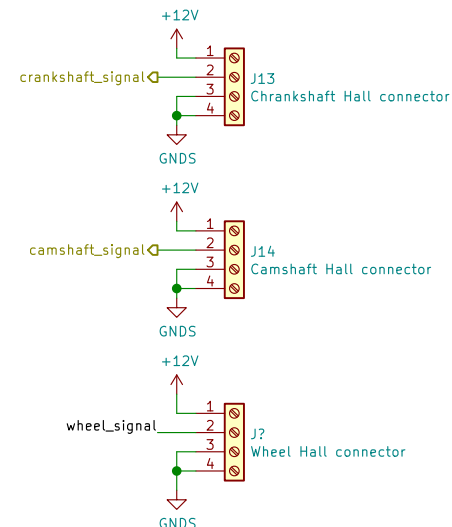 +12V
1
crankshaft_signal 2 J13
3 Chrankshaft Hall connector
4
GNDS
+12V
1
camshaft_signal 2 J14
3 Camshaft Hall connector
4
GNDS
+12V
1
wheel_signal 2 J?
3 Wheel Hall connector
4
GNDS